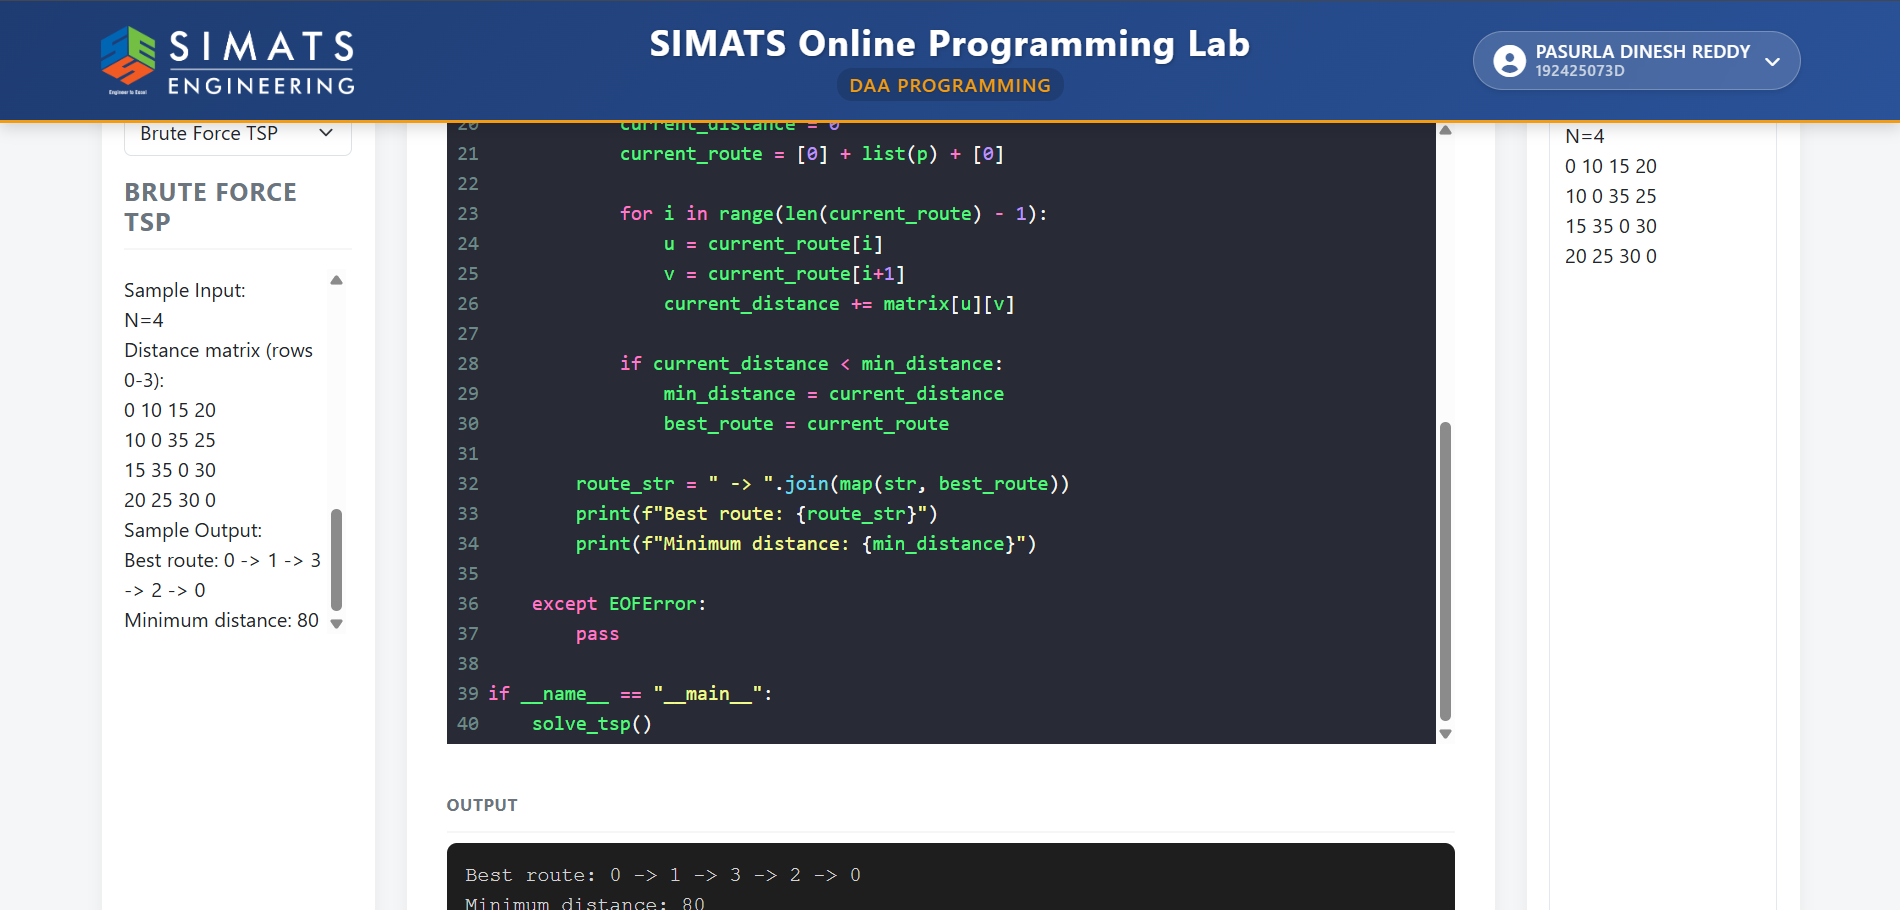 SIMATS
ENGINEERING
Engineer to Excel
SIMATS Online Programming Lab
DAA PROGRAMMING
PASURLA DINESH REDDY
192425073D
Brute Force TSP
BRUTE FORCE
TSP
Sample Input:
N=4
Distance matrix (rows
0-3):
0 10 15 20
10 0 35 25
15 35 0 30
20 25 30 0
Sample Output:
Best route: 0 -> 1 -> 3
-> 2 -> 0
Minimum distance: 80
20 current_distance = 0
21 current_route = [0] + list(p) + [0]
22
23 for i in range(len(current_route) - 1):
24 u = current_route[i]
25 v = current_route[i+1]
26 current_distance += matrix[u][v]
27
28 if current_distance < min_distance:
29 min_distance = current_distance
30 best_route = current_route
31
32 route_str = " -> ".join(map(str, best_route))
33 print(f"Best route: {route_str}")
34 print(f"Minimum distance: {min_distance}")
35
36 except EOFError:
37 pass
38
39 if __name__ == "__main__":
40 solve_tsp()
OUTPUT
Best route: 0 -> 1 -> 3 -> 2 -> 0
Minimum distance: 80
N=4
0 10 15 20
10 0 35 25
15 35 0 30
20 25 30 0